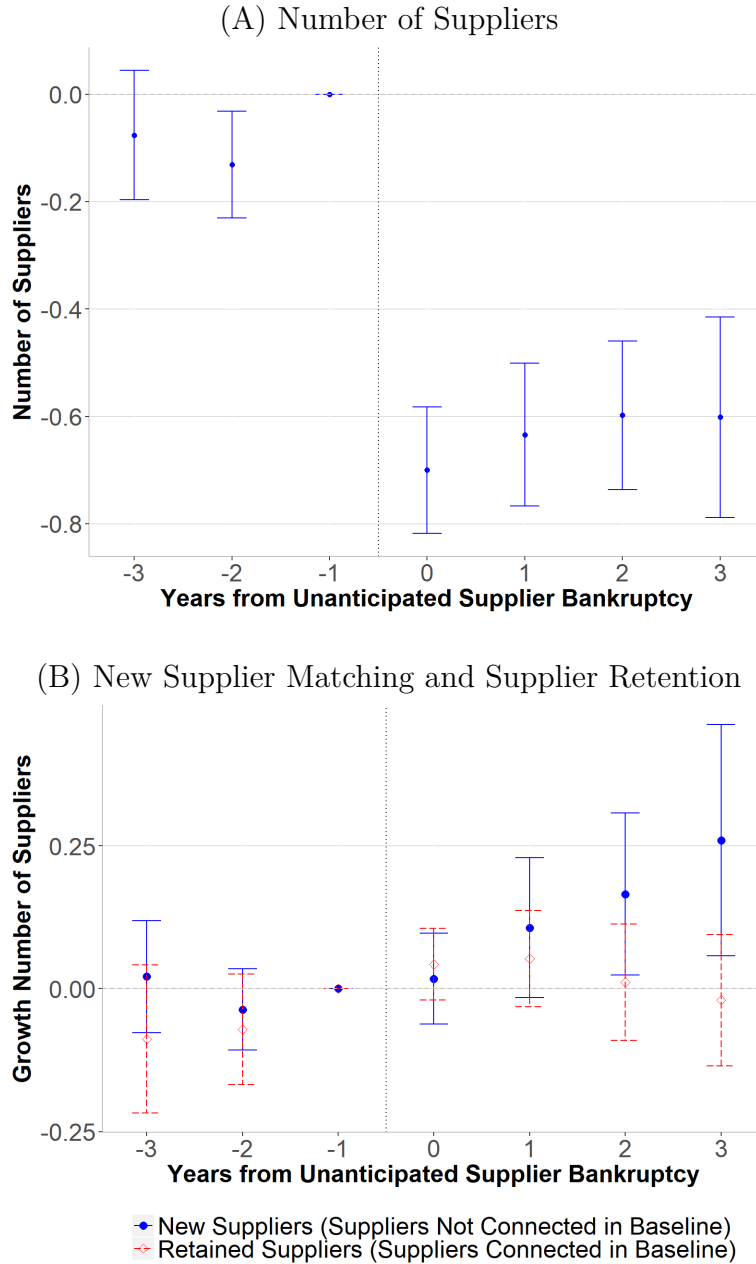 (A) Number of Suppliers
Number of Suppliers
0.0
-0.2
-0.4
-0.6
-0.8
-3 -2 -1 0 1 2 3
Years from Unanticipated Supplier Bankruptcy
(B) New Supplier Matching and Supplier Retention
Growth Number of Suppliers
0.25
0.00
-0.25
-3 -2 -1 0 1 2 3
Years from Unanticipated Supplier Bankruptcy
New Suppliers (Suppliers Not Connected in Baseline)
Retained Suppliers (Suppliers Connected in Baseline)